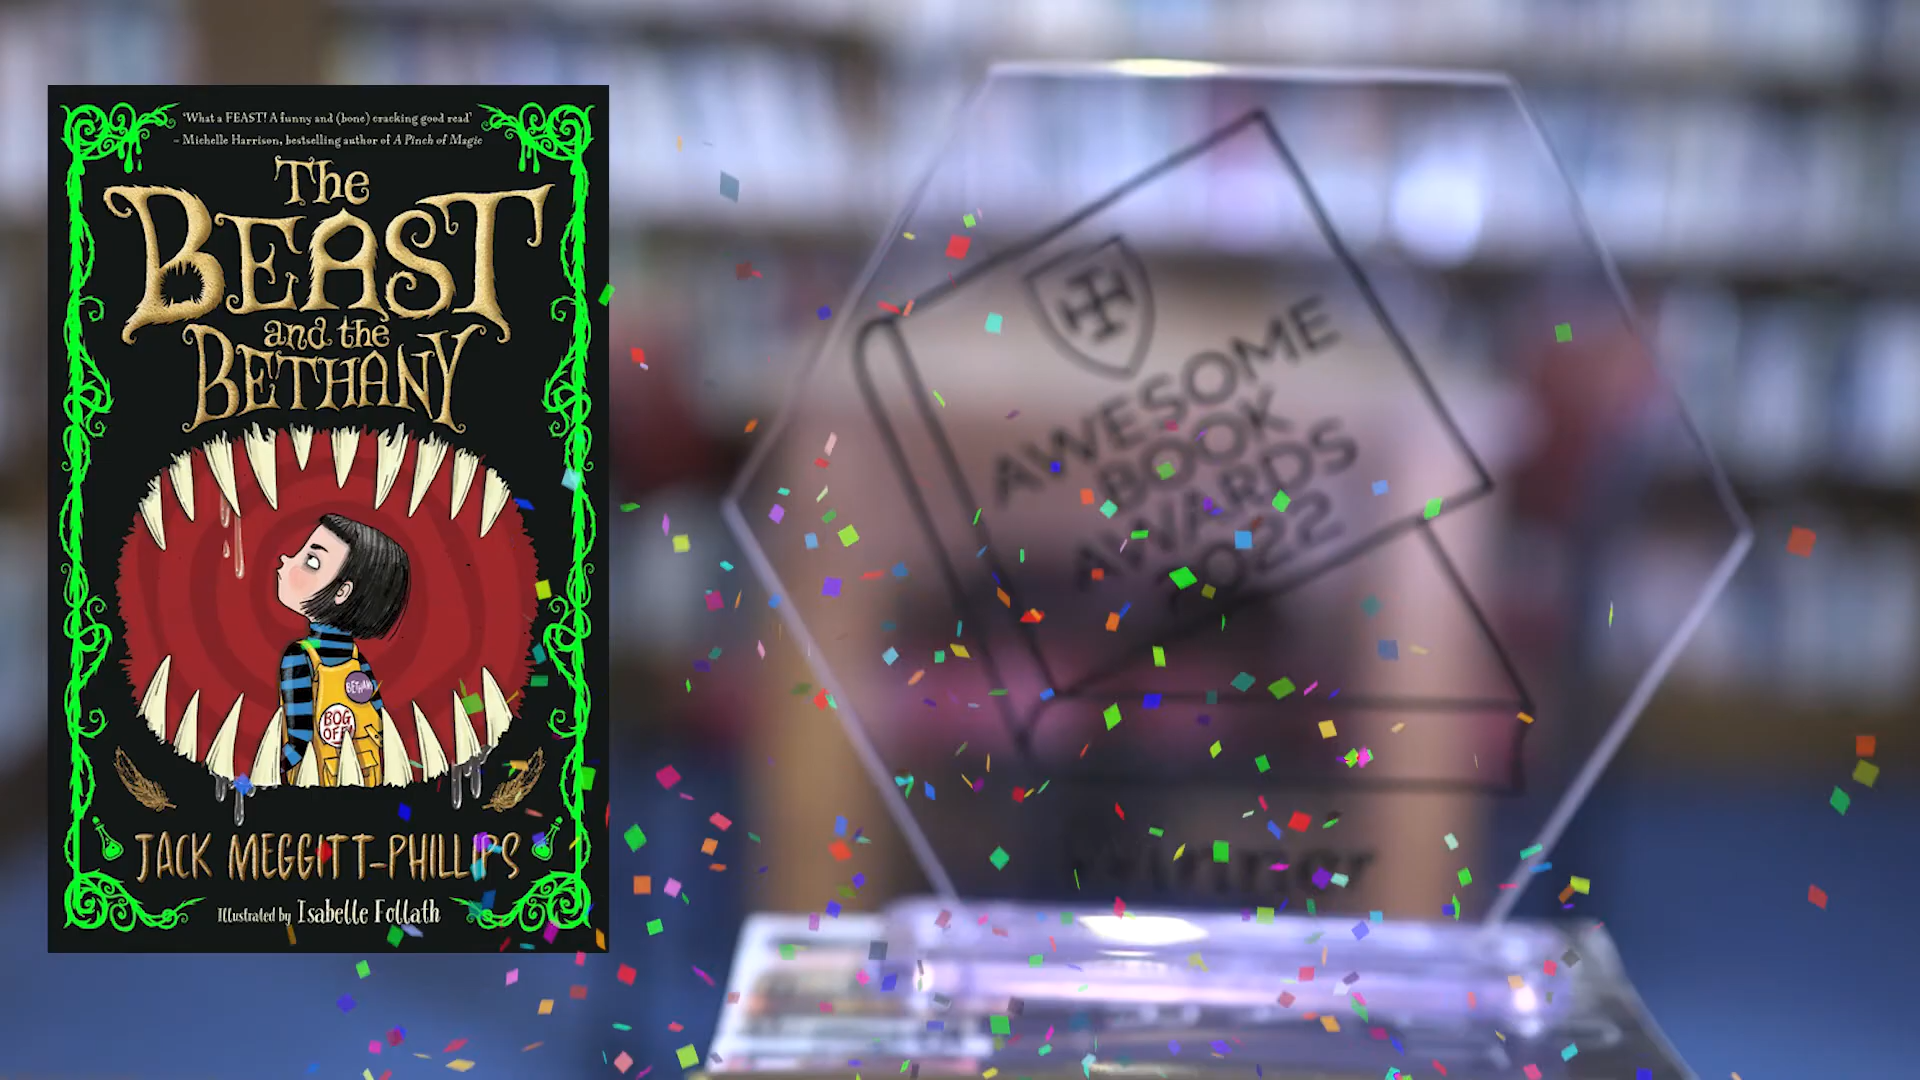 ‘What a FEAST! A funny and (bone) cracking good read’
– Michelle Harrison, bestselling author of A Pinch of Magic
The
BEAST
and the
BETHANY
BETHANY
BOG
OFF
JACK MEGGITT-PHILLIPS
Illustrated by Isabelle Follath
AWESOME
BOOK
AWARDS
2022
Winner